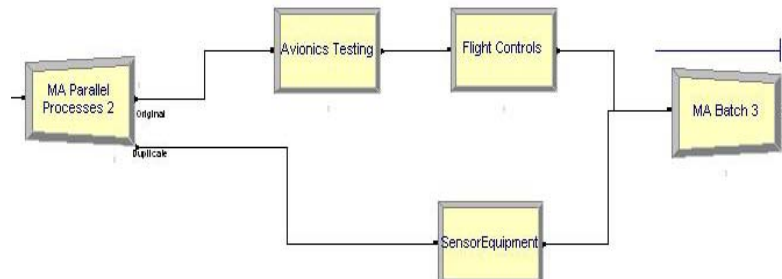 MA Parallel
Processes 2
Original
Duplicate
Avionics Testing
Flight Controls
SensorEquipment
MA Batch 3